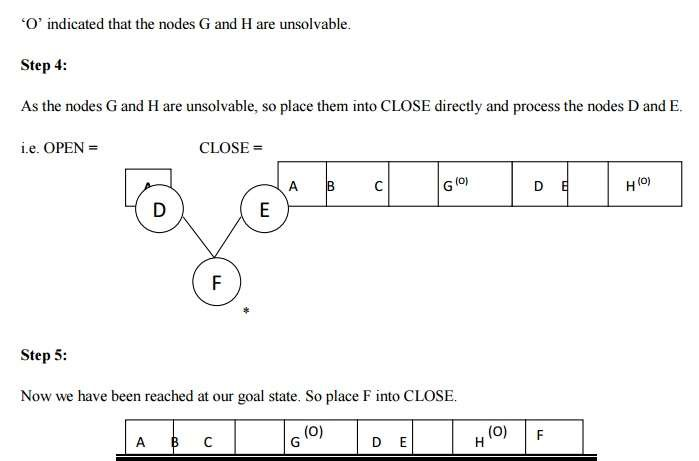 ‘O’ indicated that the nodes G and H are unsolvable.
Step 4:
As the nodes G and H are unsolvable, so place them into CLOSE directly and process the nodes D and E.
i.e. OPEN = CLOSE =
A B C G (O) D E H (O)
D E
F
*
Step 5:
Now we have been reached at our goal state. So place F into CLOSE.
A B C G (O) D E H (O) F